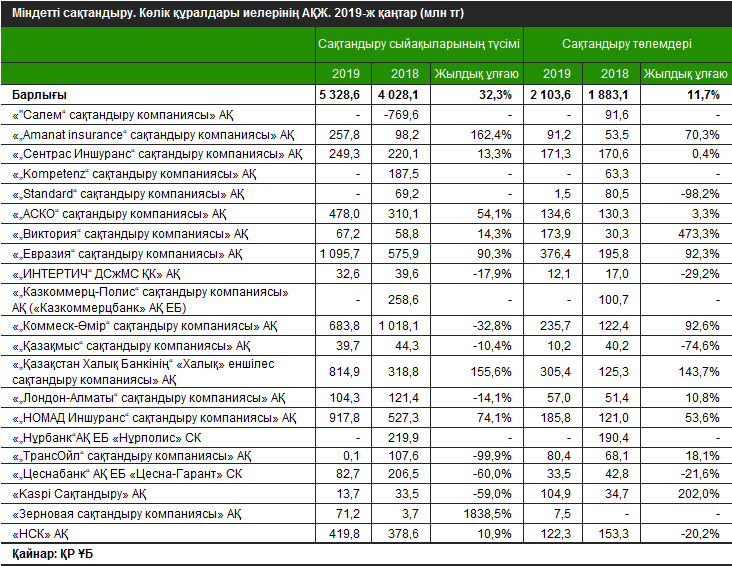 Міндетті сақтандыру. Көлік құралдары иелерінің АҚЖ. 2019-ж қаңтар (млн тг)
Сақтандыру сыйақыларының түсімі Сақтандыру төлемдері
2019 2018 Жылдық ұлғаю 2019 2018 Жылдық ұлғаю
Барлығы 5 328,6 4 028,1 32,3% 2 103,6 1 883,1 11,7%
«"Салем“ сақтандыру компаниясы» АҚ - -769,6 - 91,6 -
«„Amanat insurance“ сақтандыру компаниясы» АҚ 257,8 98,2 162,4% 91,2 53,5 70,3%
«„Сентрас Иншуранс“ сақтандыру компаниясы» АҚ 249,3 220,1 13,3% 171,3 170,6 0,4%
«„Kompetenz“ сақтандыру компаниясы» АҚ - 187,5 - - 63,3 -
«„Standard“ сақтандыру компаниясы» АҚ - 69,2 - 1,5 80,5 -98,2%
«„АСКО“ сақтандыру компаниясы» АҚ 478,0 310,1 54,1% 134,6 130,3 3,3%
«„Виктория“ сақтандыру компаниясы» АҚ 67,2 58,8 14,3% 173,9 30,3 473,3%
«„Евразия“ сақтандыру компаниясы» АҚ 1 095,7 575,9 90,3% 376,4 195,8 92,3%
«„ИНТЕРТИЧ“ ДСжМС ҚК» АҚ 32,6 39,6 -17,9% 12,1 17,0 -29,2%
«„Казкоммерц-Полис“ сақтандыру компаниясы»
АҚ («Казкоммерцбанк» АҚ ЕБ) - 258,6 - - 100,7 -
«„Коммеск-Өмір“ сақтандыру компаниясы» АҚ 683,8 1 018,1 -32,8% 235,7 122,4 92,6%
«„Қазақмыс“ сақтандыру компаниясы» АҚ 39,7 44,3 -10,4% 10,2 40,2 -74,6%
«„Қазақстан Халық Банкінің“ «Халық» еншілес
сақтандыру компаниясы» АҚ 814,9 318,8 155,6% 305,4 125,3 143,7%
«„Лондон-Алматы“ сақтандыру компаниясы» АҚ 104,3 121,4 -14,1% 57,0 51,4 10,8%
«„НОМАД Иншуранс“ сақтандыру компаниясы» АҚ 917,8 527,3 74,1% 185,8 121,0 53,6%
«„Нұрбанк“АҚ ЕБ «Нұрполис» СК - 219,9 - - 190,4 -
«„ТрансОйл“ сақтандыру компаниясы» АҚ 0,1 107,6 -99,9% 80,4 68,1 18,1%
«„Цеснабанк“ АҚ ЕБ «Цесна-Гарант» СК 82,7 206,5 -60,0% 33,5 42,8 -21,6%
«Kaspi Сақтандыру» АҚ 13,7 33,5 -59,0% 104,9 34,7 202,0%
«Зерновая сақтандыру компаниясы» АҚ 71,2 3,7 1838,5% 7,5 - -
«НСК» АҚ 419,8 378,6 10,9% 122,3 153,3 -20,2%
Қайнар: ҚР ҰБ